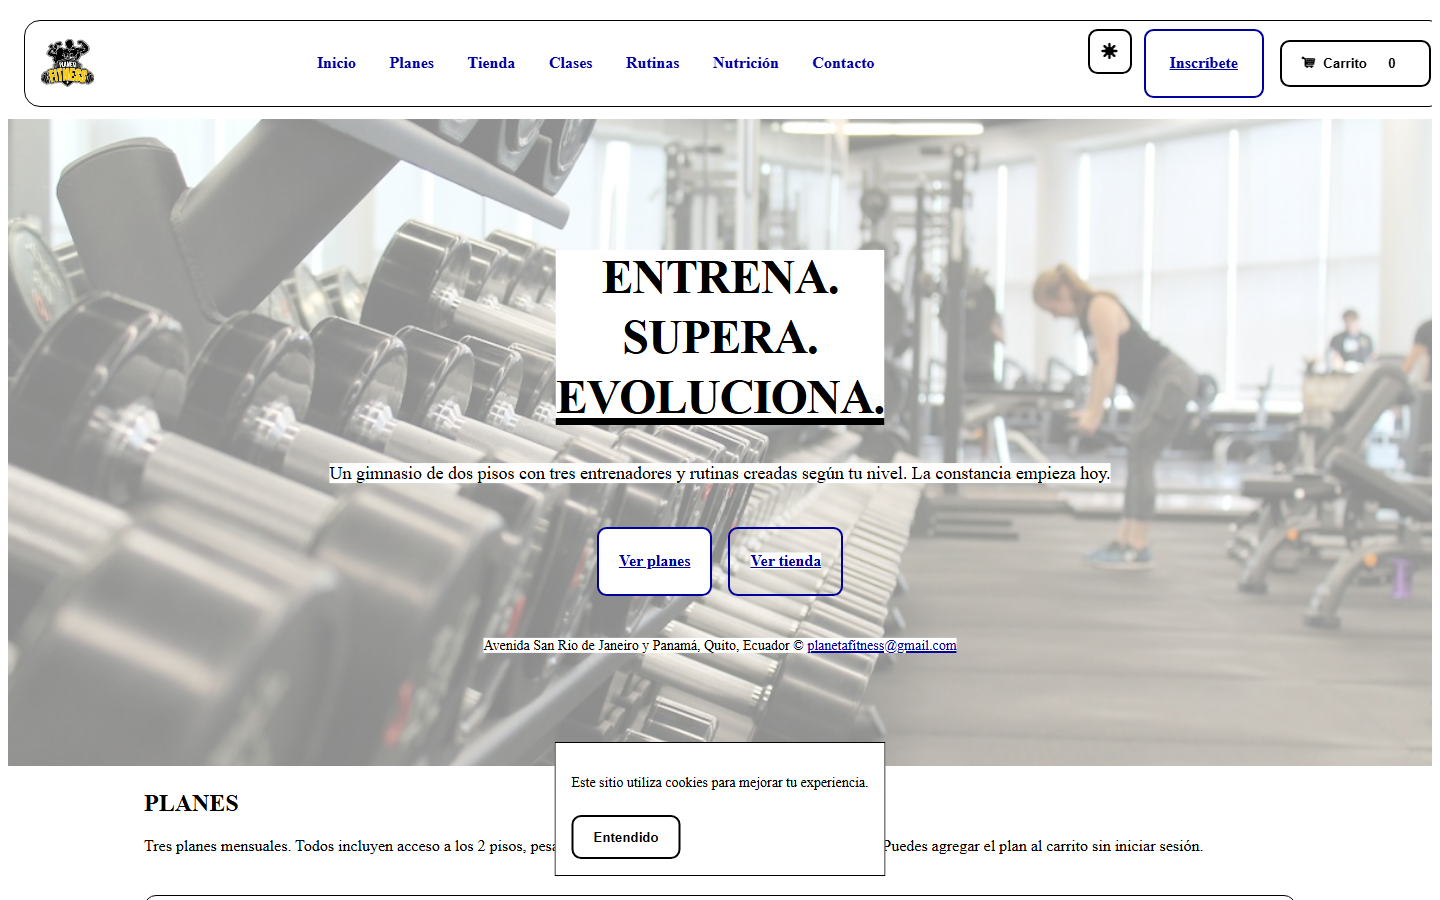 PLANET
FITNESS
Inicio Planes Tienda Clases Rutinas Nutrición Contacto
Inscríbete
Carrito 0
ENTRENA.
SUPERA.
EVOLUCIONA.
Un gimnasio de dos pisos con tres entrenadores y rutinas creadas según tu nivel. La constancia empieza hoy.
Ver planes Ver tienda
Avenida San Rio de Janeiro y Panamá, Quito, Ecuador © planetafitness@gmail.com
PLANES
Este sitio utiliza cookies para mejorar tu experiencia.
Entendido
Tres planes mensuales. Todos incluyen acceso a los 2 pisos, Puedes agregar el plan al carrito sin iniciar sesión.